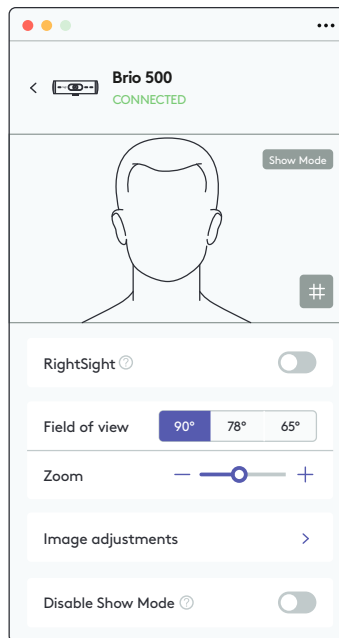 Brio 500
CONNECTED
Show Mode
RightSight ?
Field of view 90° 78° 65°
Zoom
Image adjustments
Disable Show Mode ?